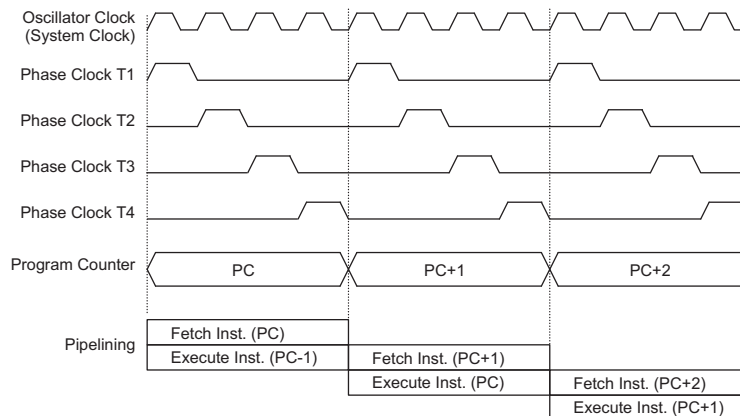 Oscillator Clock
(System Clock)
Phase Clock T1
Phase Clock T2
Phase Clock T3
Phase Clock T4
Program Counter
PC
PC+1
PC+2
Pipelining
Fetch Inst. (PC)
Execute Inst. (PC-1)
Fetch Inst. (PC+1)
Execute Inst. (PC)
Fetch Inst. (PC+2)
Execute Inst. (PC+1)